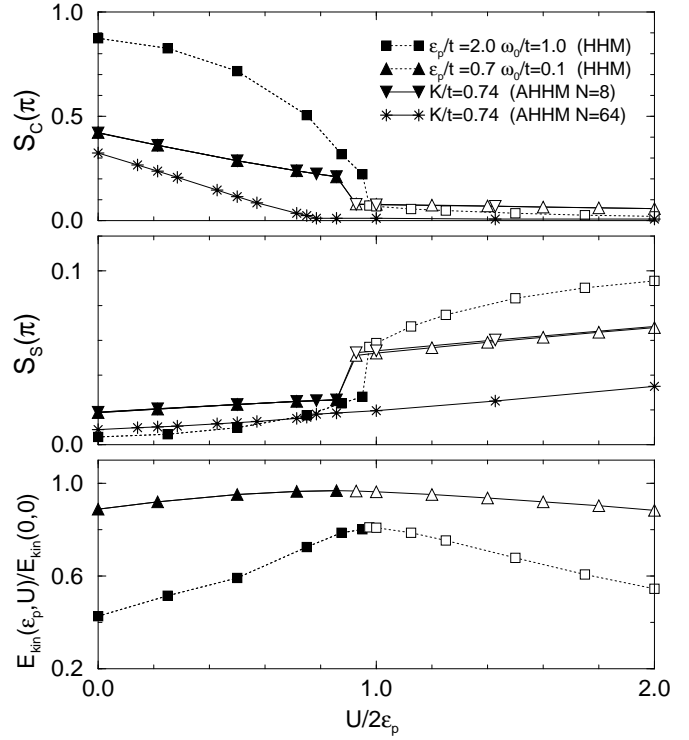 1.0
0.5
0.0
S_C(π)
ε_p/t =2.0 ω_0/t=1.0 (HHM)
ε_p/t =0.7 ω_0/t=0.1 (HHM)
K/t=0.74 (AHHM N=8)
K/t=0.74 (AHHM N=64)
0.1
0.0
S_S(π)
1.0
0.6
0.2
E_kin(ε_p,U)/E_kin(0,0)
0.0 1.0 2.0
U/2ε_p